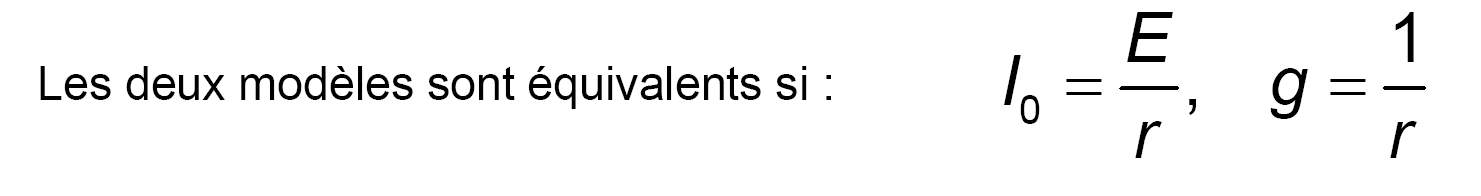 Les deux modèles sont équivalents si : I₀ = E/r, g = 1/r